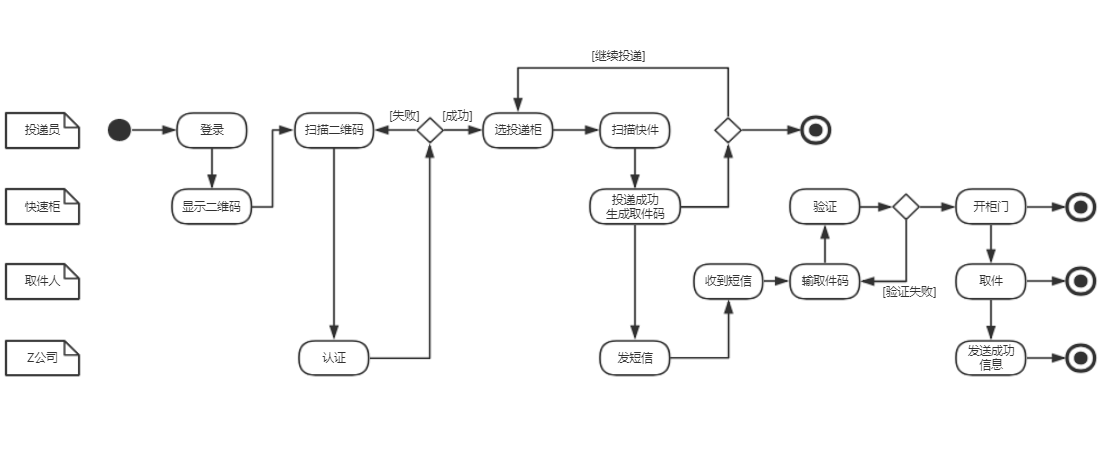 [继续投递]
投递员
登录
扫描二维码
[失败]
[成功]
选投递柜
扫描快件
快速柜
显示二维码
投递成功
生成取件码
验证
开柜门
取件人
收到短信
输取件码
[验证失败]
取件
Z公司
认证
发短信
发送成功
信息